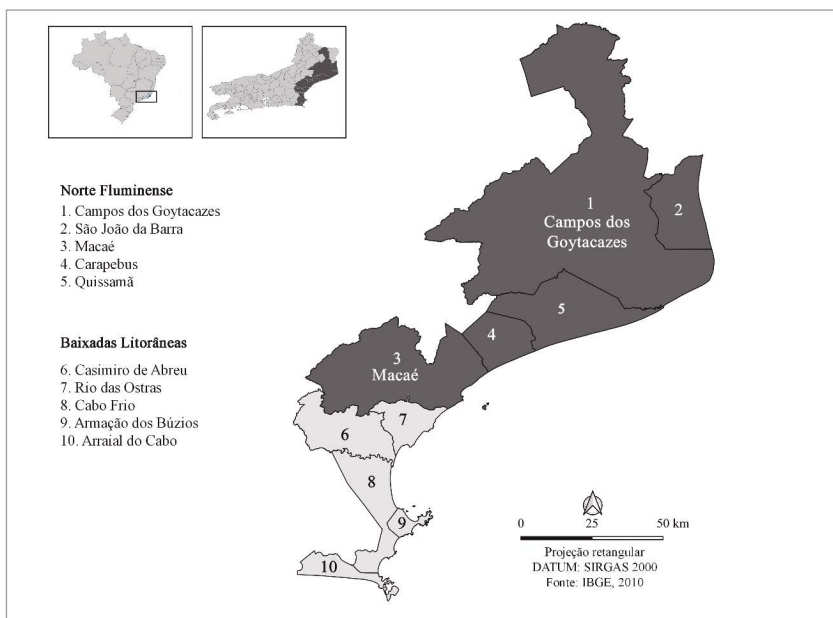 Norte Fluminense
1. Campos dos Goytacazes
2. São João da Barra
3. Macaé
4. Carapebus
5. Quissamã
Baixadas Litorâneas
6. Casimiro de Abreu
7. Rio das Ostras
8. Cabo Frio
9. Armação dos Búzios
10. Arraial do Cabo
1
Campos dos
Goytacazes
2
5
4
3
Macaé
7
6
8
9
10
0 25 50 km
Projeção retangular
DATUM: SIRGAS 2000
Fonte: IBGE, 2010